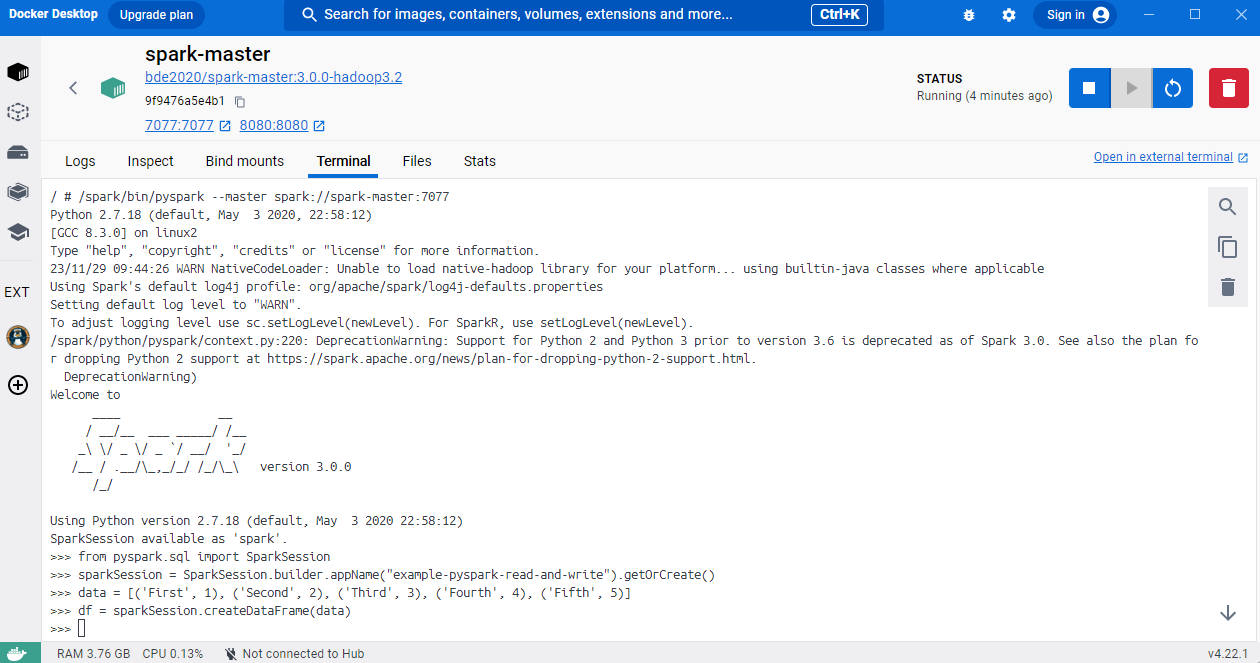 Docker Desktop
Upgrade plan
Search for images, containers, volumes, extensions and more...
Ctrl+K
Sign in
spark-master
bde2020/spark-master:3.0.0-hadoop3.2
9f9476a5e4b1
7077:7077 8080:8080
STATUS
Running (4 minutes ago)
Logs Inspect Bind mounts Terminal Files Stats
Open in external terminal
EXT
/ # /spark/bin/pyspark --master spark://spark-master:7077
Python 2.7.18 (default, May  3 2020, 22:58:12)
[GCC 8.3.0] on linux2
Type "help", "copyright", "credits" or "license" for more information.
23/11/29 09:44:26 WARN NativeCodeLoader: Unable to load native-hadoop library for your platform... using builtin-java classes where applicable
Using Spark's default log4j profile: org/apache/spark/log4j-defaults.properties
Setting default log level to "WARN".
To adjust logging level use sc.setLogLevel(newLevel). For SparkR, use setLogLevel(newLevel).
/spark/python/pyspark/context.py:220: DeprecationWarning: Support for Python 2 and Python 3 prior to version 3.6 is deprecated as of Spark 3.0. See also the plan fo
r dropping Python 2 support at https://spark.apache.org/news/plan-for-dropping-python-2-support.html.
  DeprecationWarning)
Welcome to
      ____              __
     / __/__  ___ _____/ /__
    _\ \/ _ \/ _ `/ __/  '_/
   /__ / .__/\_,_/_/ /_/\_\   version 3.0.0
      /_/
Using Python version 2.7.18 (default, May  3 2020 22:58:12)
SparkSession available as 'spark'.
>>> from pyspark.sql import SparkSession
>>> sparkSession = SparkSession.builder.appName("example-pyspark-read-and-write").getOrCreate()
>>> data = [('First', 1), ('Second', 2), ('Third', 3), ('Fourth', 4), ('Fifth', 5)]
>>> df = sparkSession.createDataFrame(data)
>>>
RAM 3.76 GB CPU 0.13% Not connected to Hub
v4.22.1